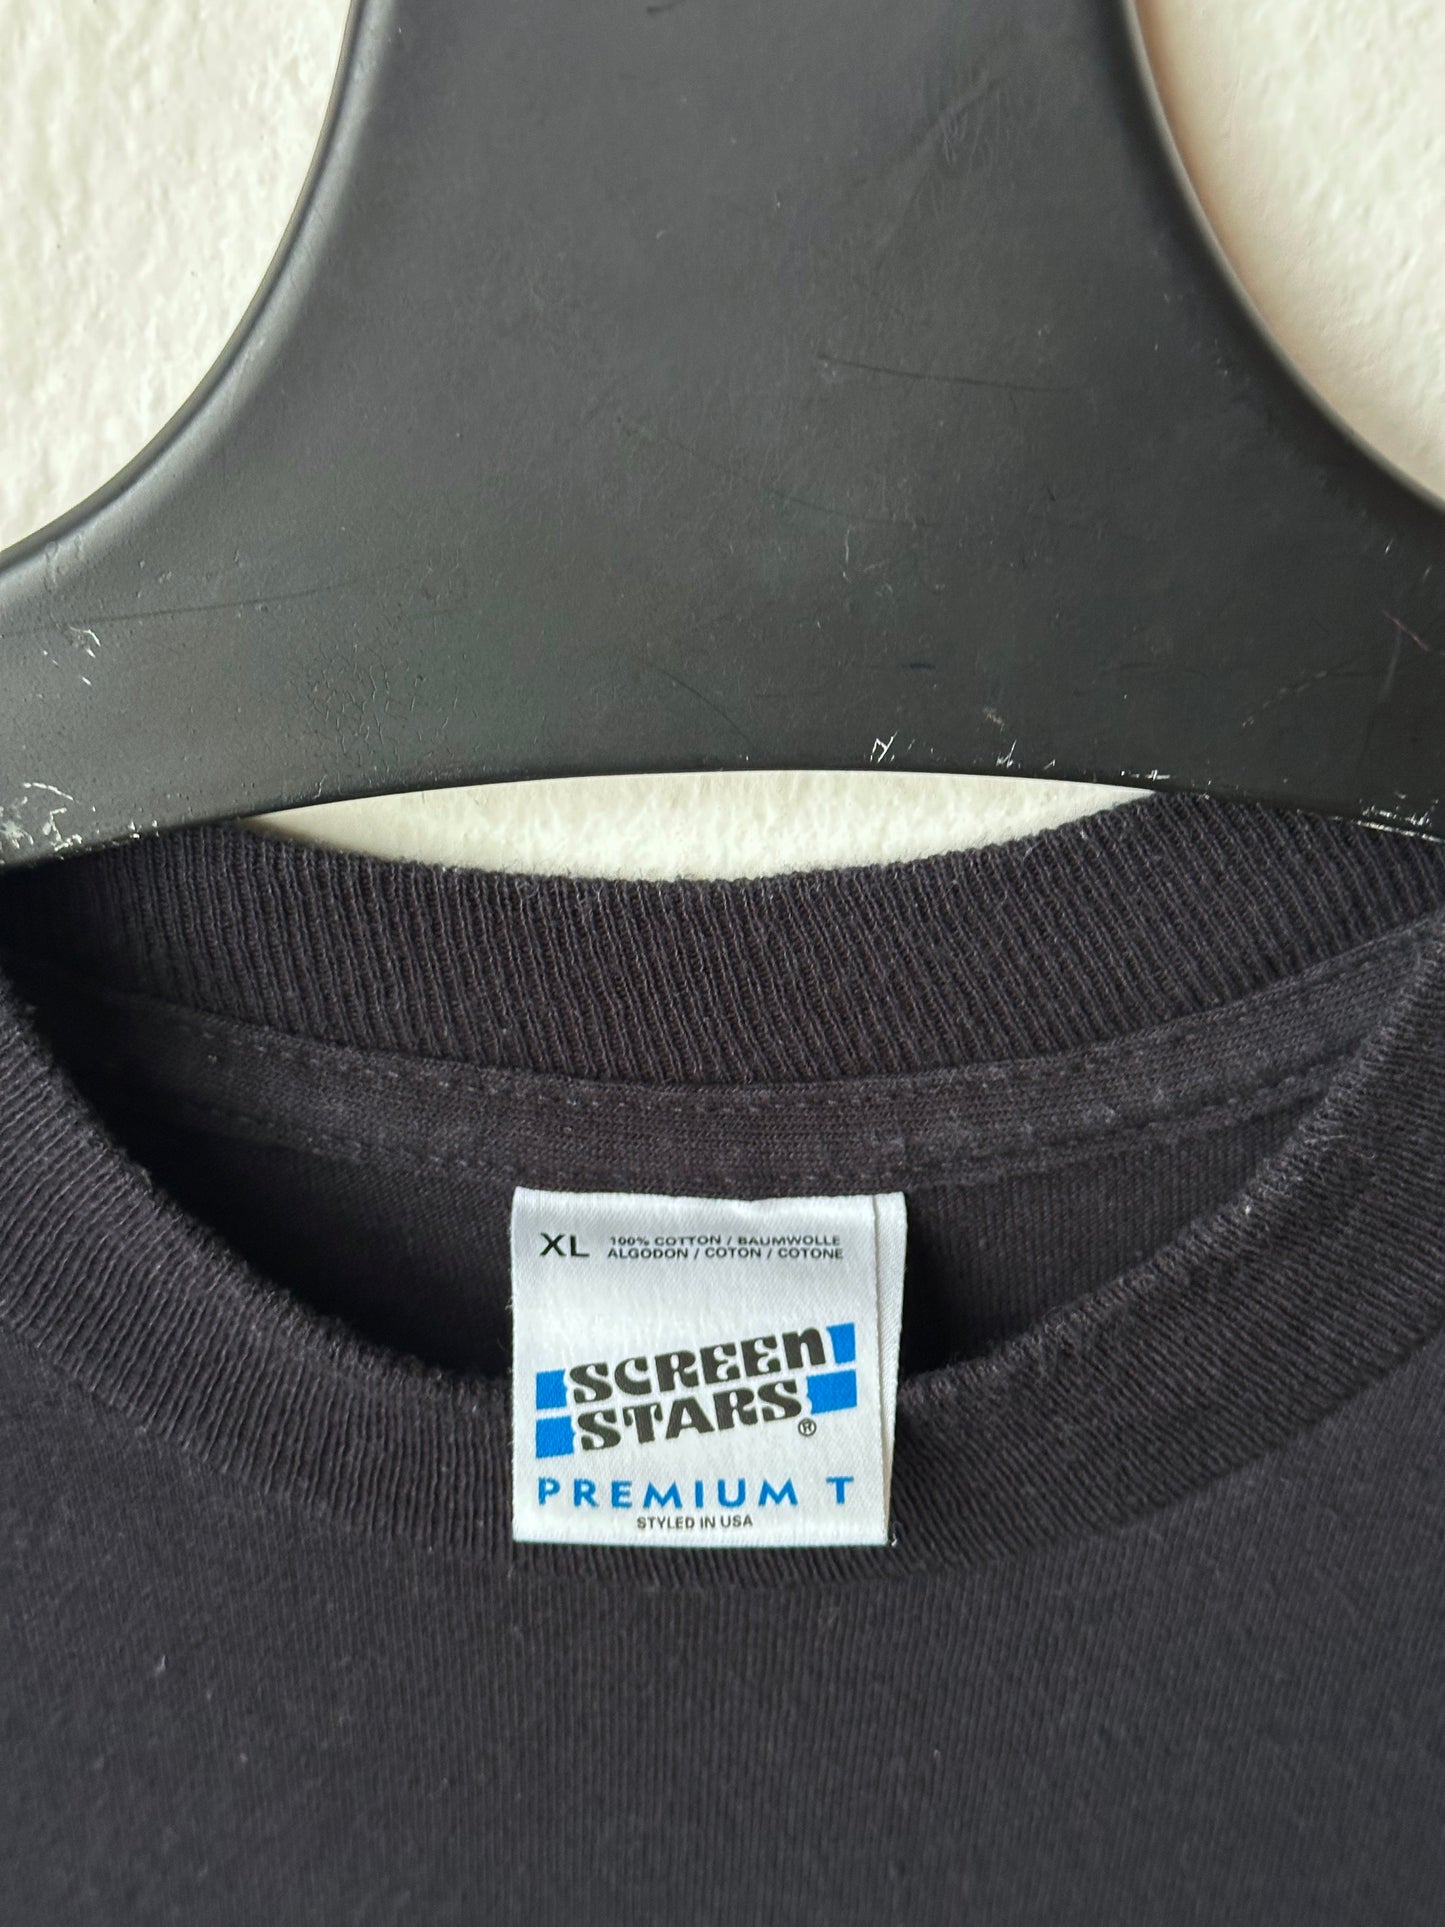 XL 100% COTTON / BAUMWOLLE
ALGODON / COTON / COTONE
SCREEN
STARS®
PREMIUM T
STYLED IN USA